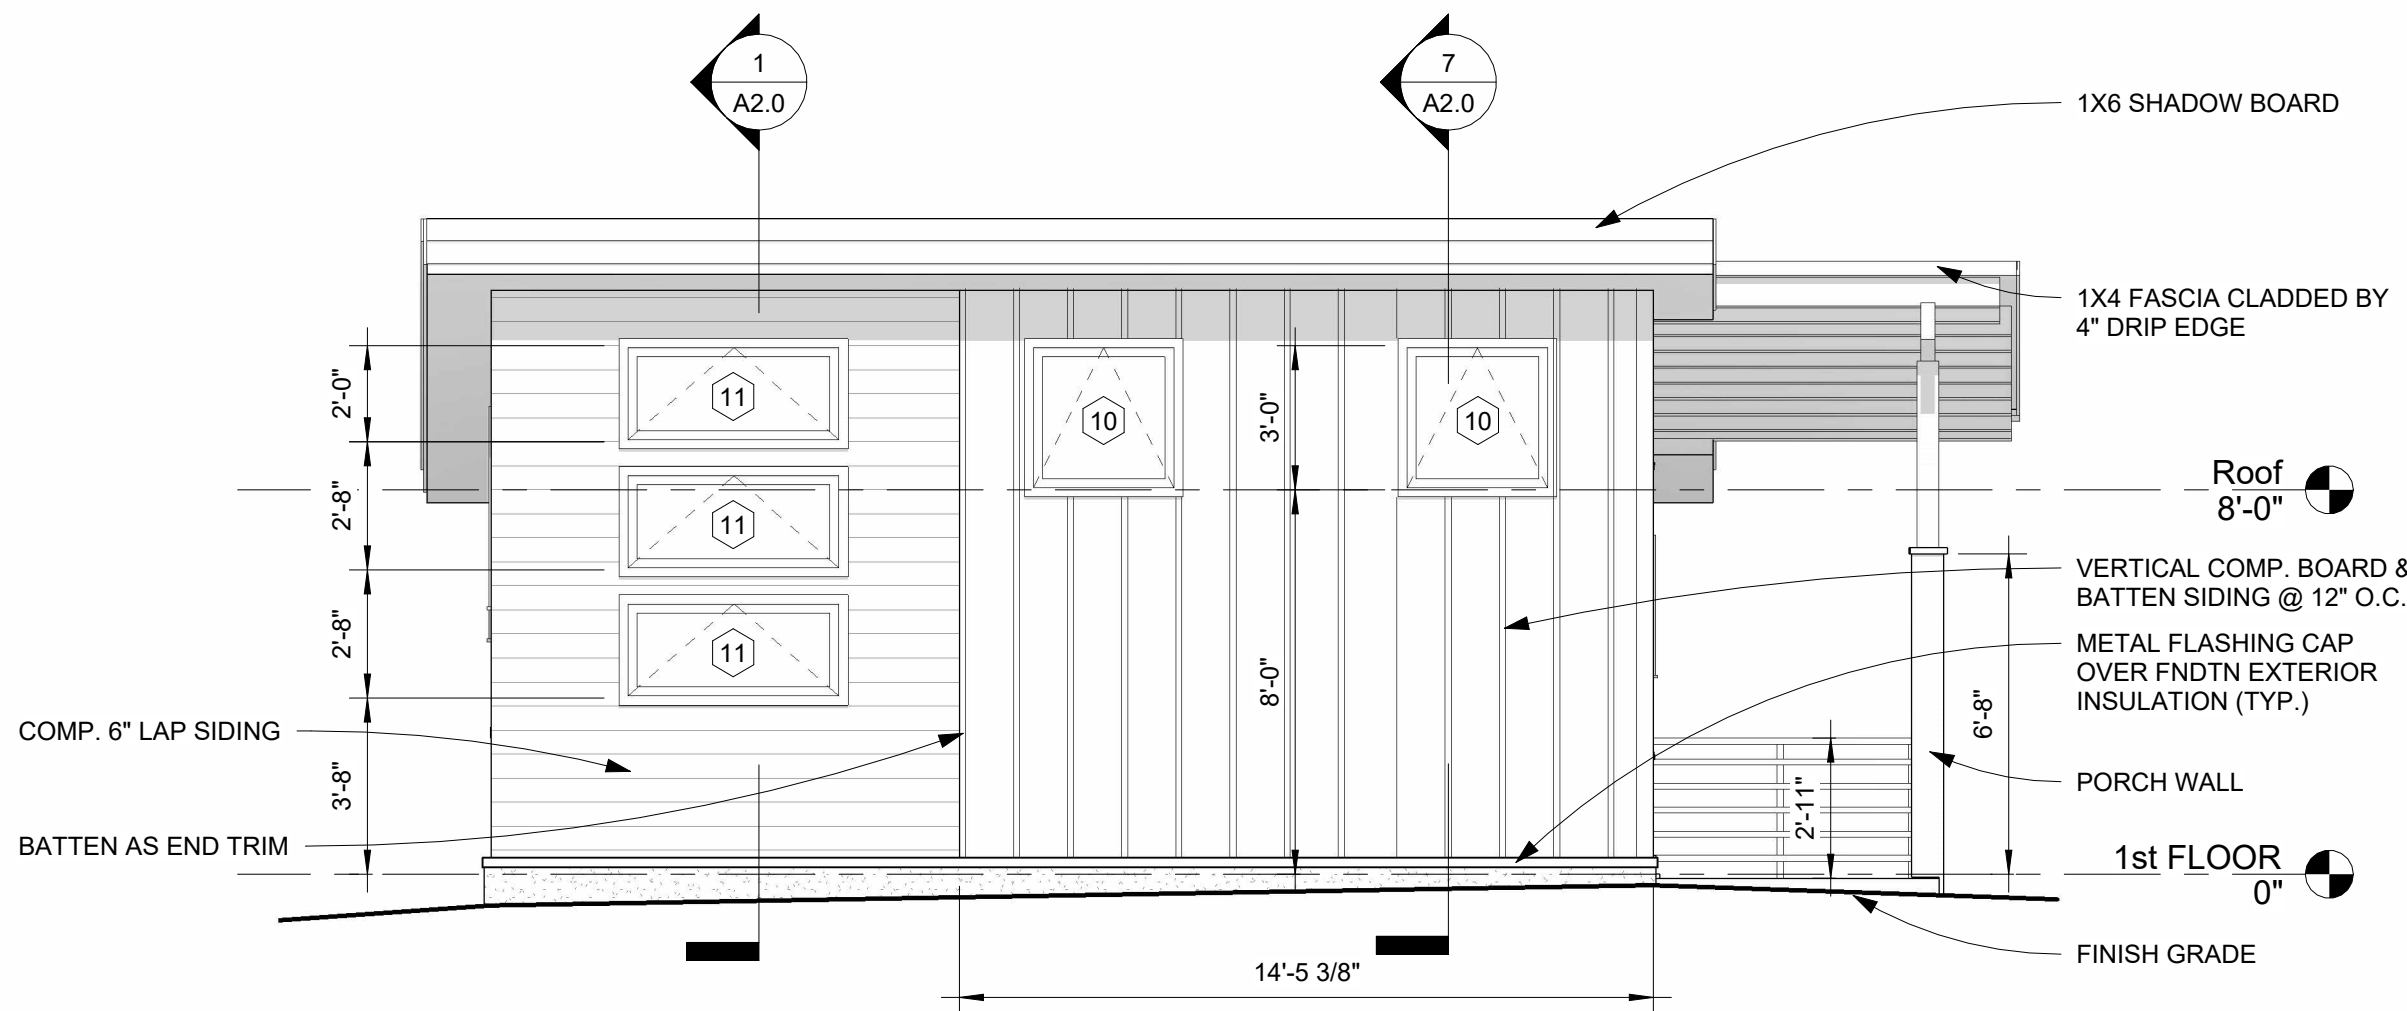 1
A2.0
7
A2.0
1X6 SHADOW BOARD
1X4 FASCIA CLADDED BY
4" DRIP EDGE
2'-0"
11
10
10
3'-0"
Roof
8'-0"
2'-8"
11
VERTICAL COMP. BOARD &
BATTEN SIDING @ 12" O.C.
2'-8"
11
8'-0"
METAL FLASHING CAP
OVER FNDTN EXTERIOR
INSULATION (TYP.)
6'-8"
COMP. 6" LAP SIDING
3'-8"
2'-11"
PORCH WALL
BATTEN AS END TRIM
1st FLOOR
0"
FINISH GRADE
14'-5 3/8"